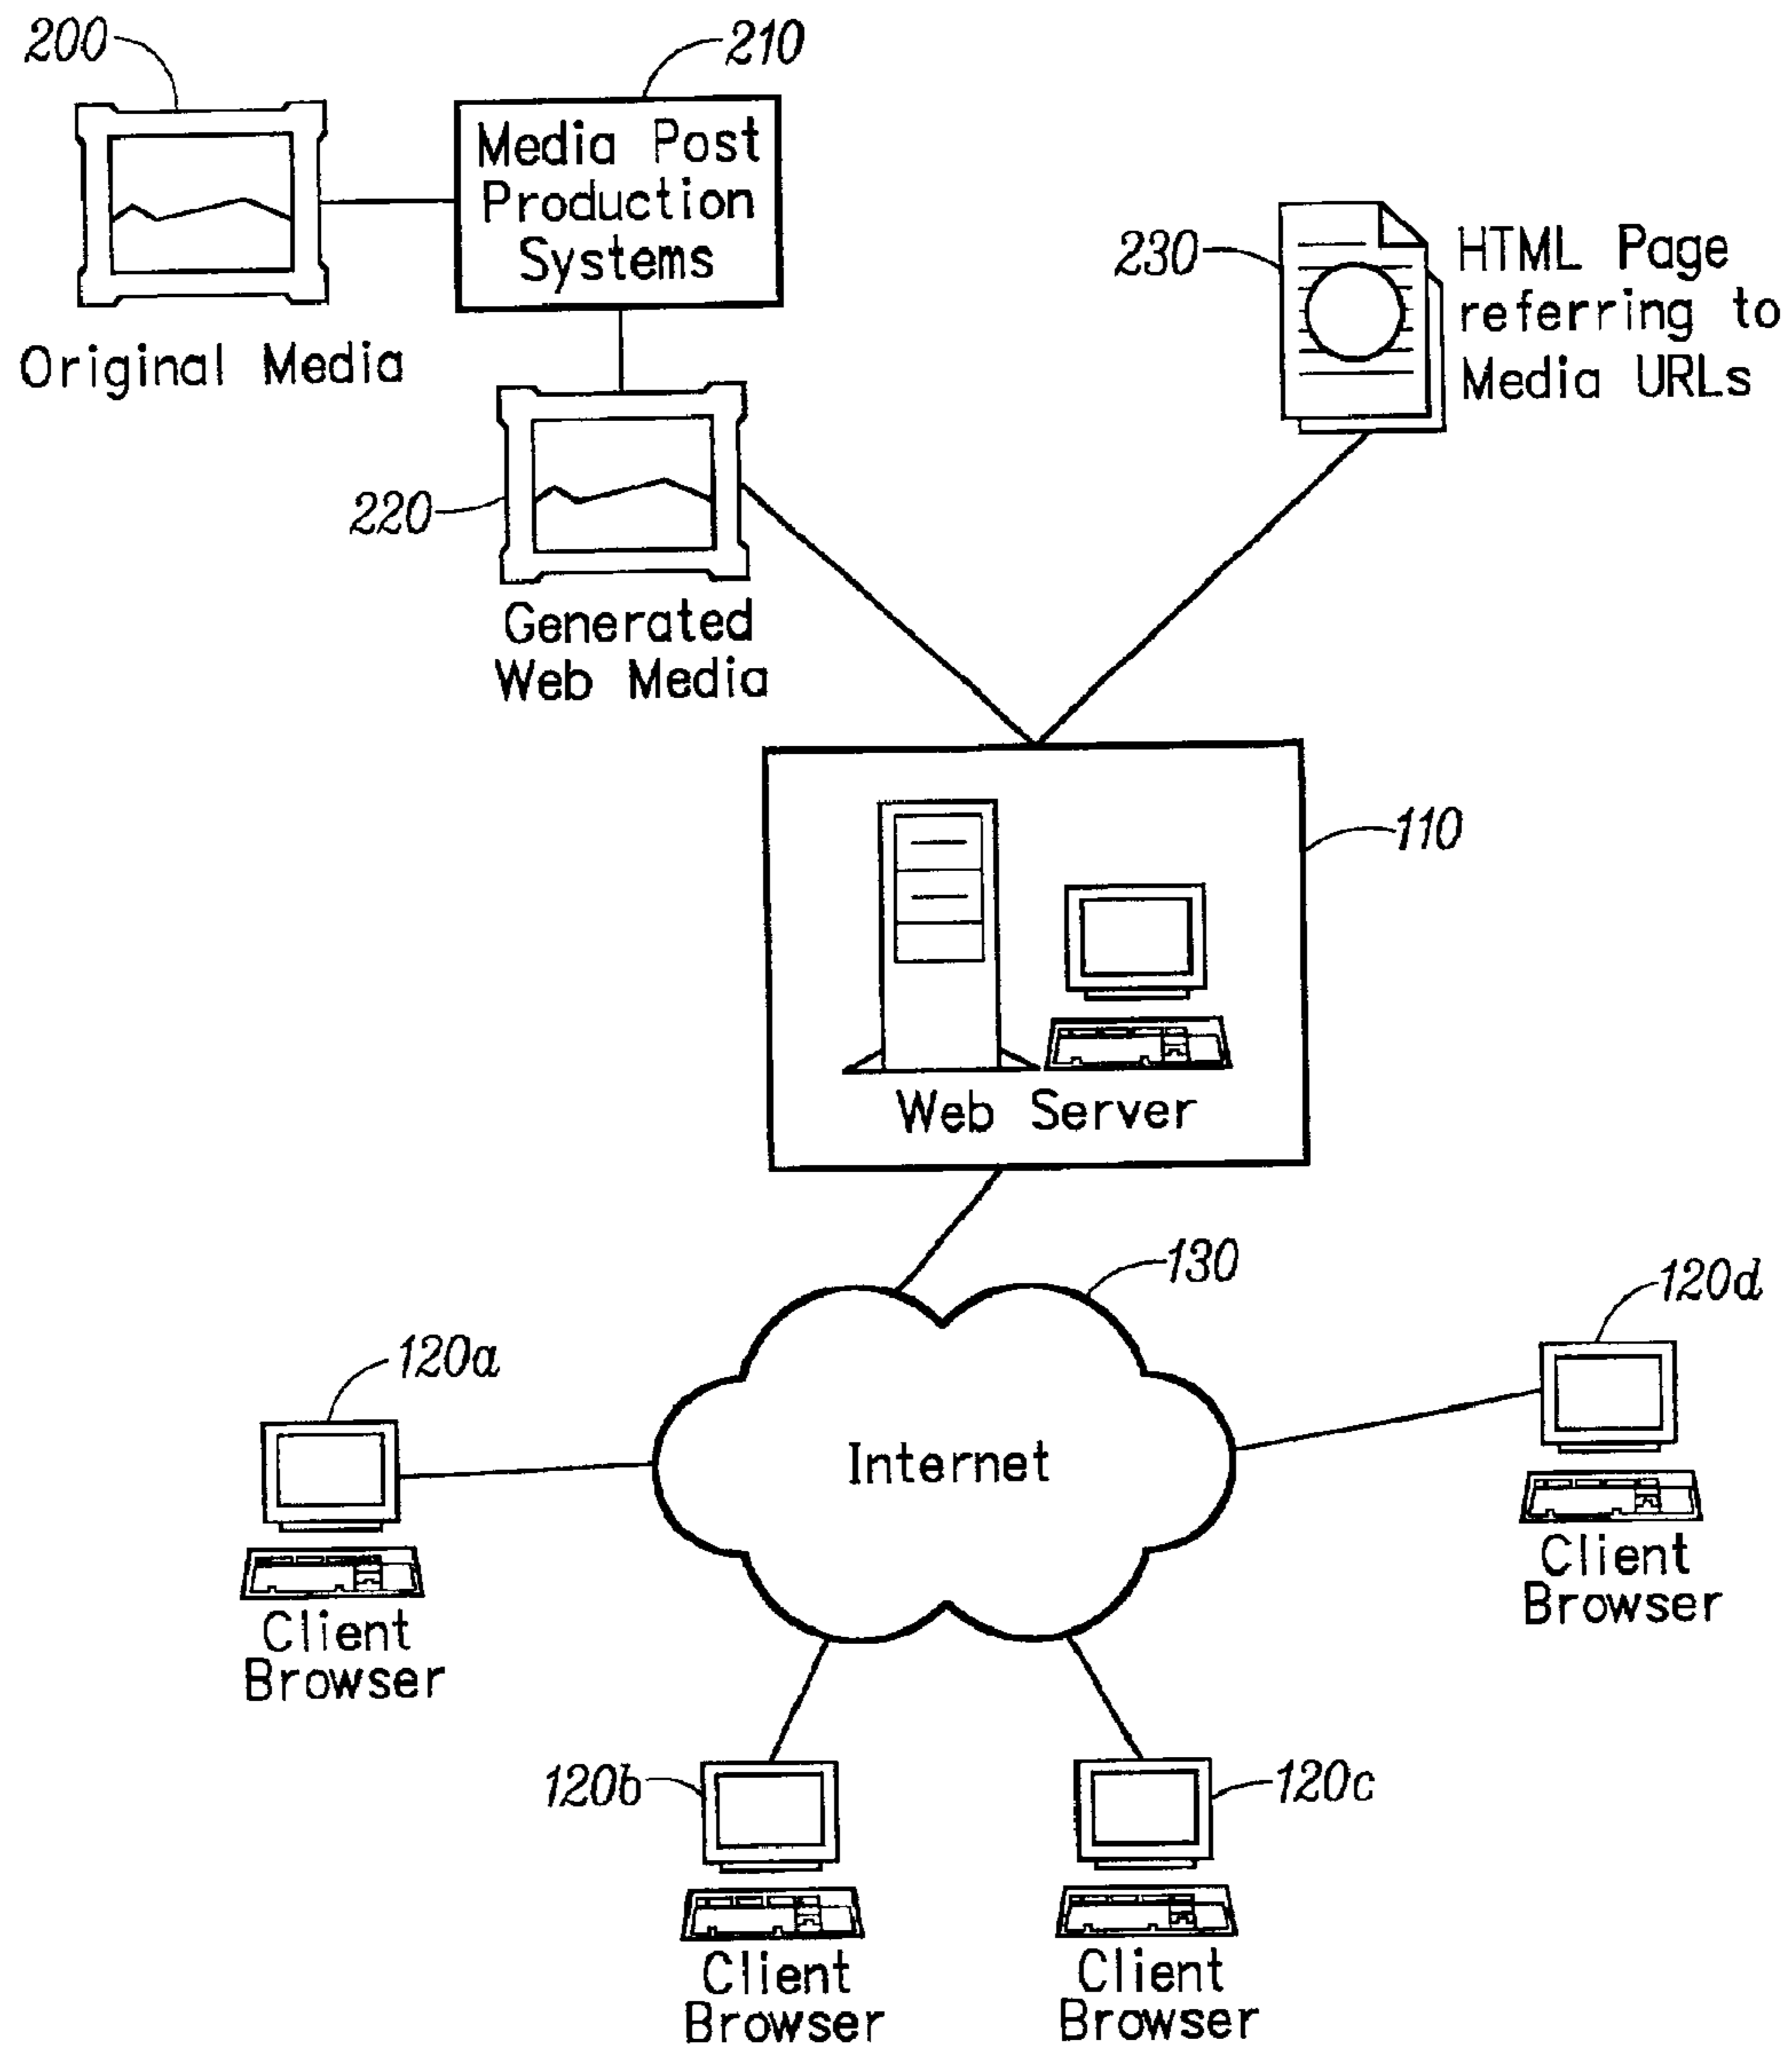 200
210
Media Post
Production
Systems
Original Media
230
HTML Page
referring to
Media URLs
220
Generated
Web Media
110
Web Server
130
120d
120a
Internet
Client
Browser
Client
Browser
120b
120c
Client
Browser
Client
Browser